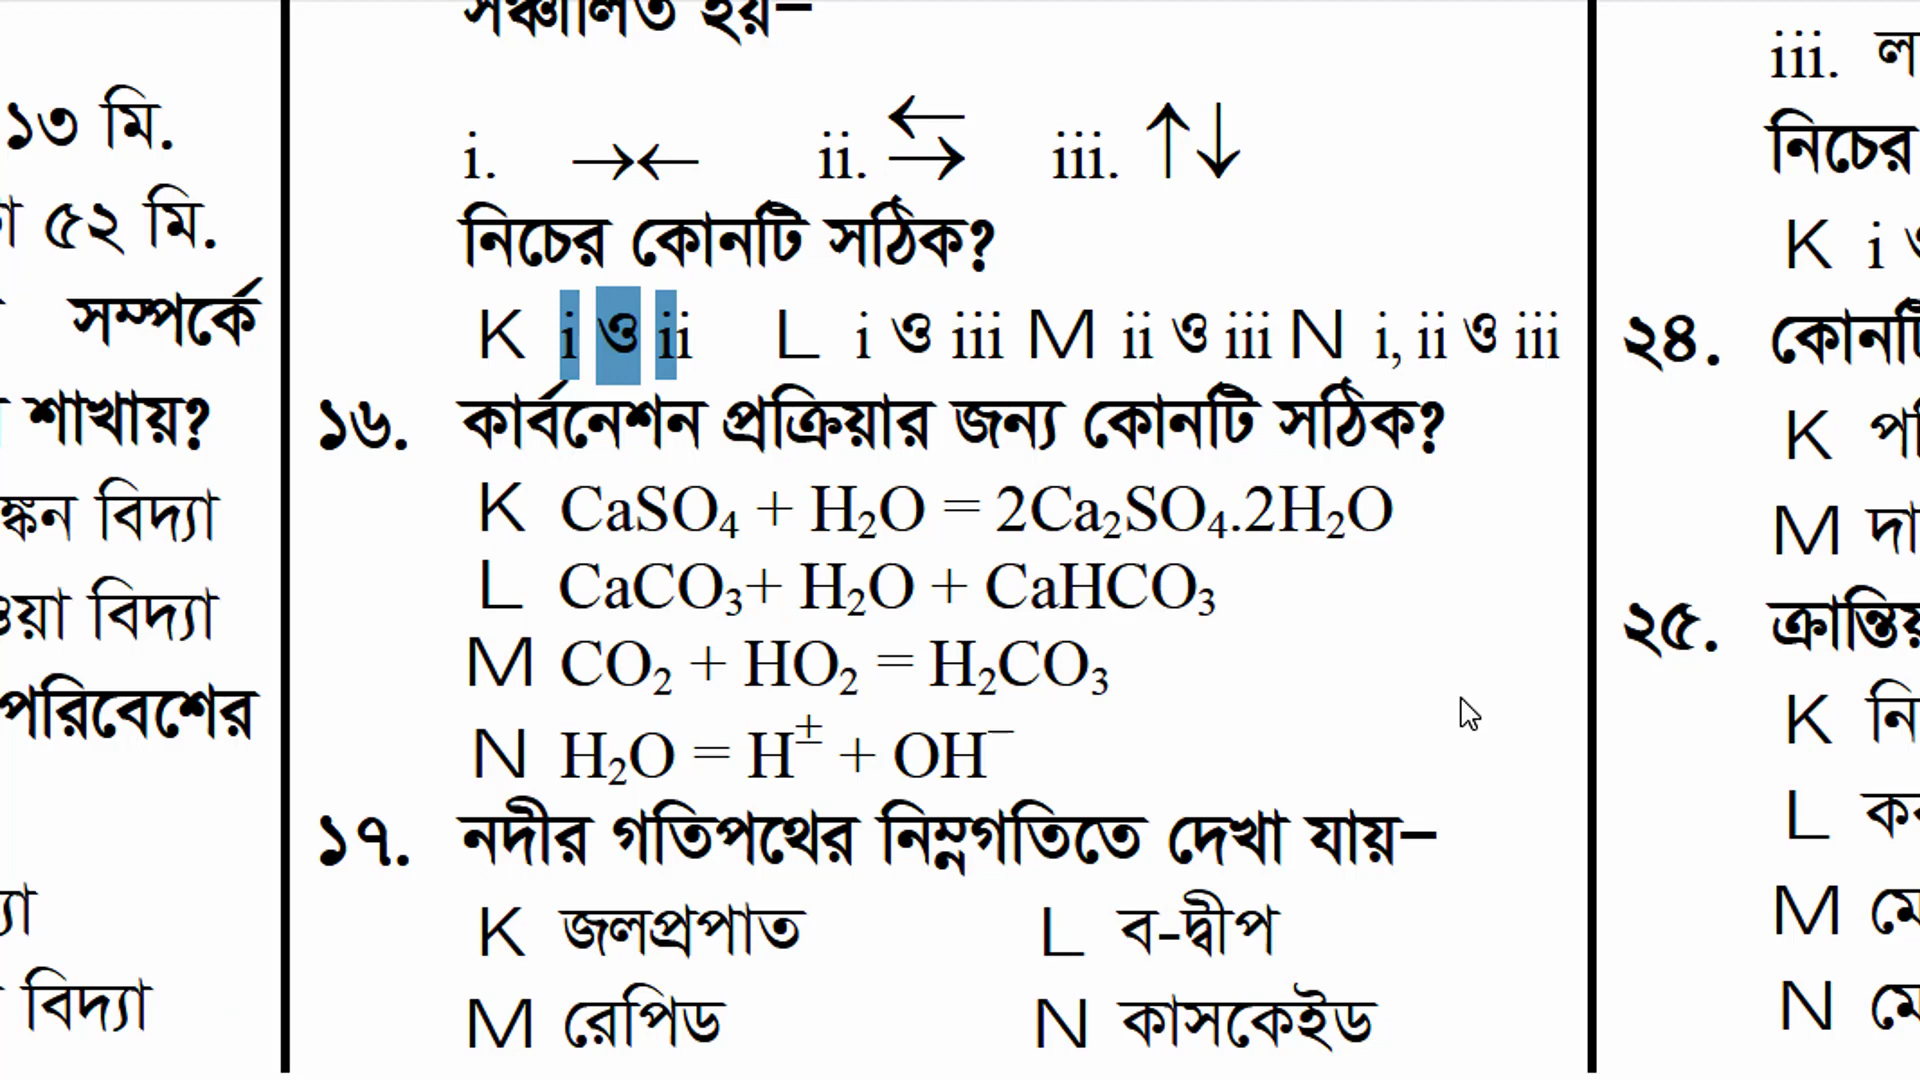 সঞ্চালিত হয়–
১৩ মি.
৫২ মি.
সম্পর্কে
শাখায়?
বিদ্যা
বিদ্যা
পরিবেশের
বিদ্যা
i. →← ii. ←→ iii. ↑↓
নিচের কোনটি সঠিক?
K i ও ii L i ও iii M ii ও iii N i, ii ও iii
১৬. কার্বনেশন প্রক্রিয়ার জন্য কোনটি সঠিক?
K CaSO₄ + H₂O = 2Ca₂SO₄.2H₂O
L CaCO₃+ H₂O + CaHCO₃
M CO₂ + HO₂ = H₂CO₃
N H₂O = H± + OH⁻
১৭. নদীর গতিপথের নিম্নগতিতে দেখা যায়–
K জলপ্রপাত L ব-দ্বীপ
M রেপিড N কাসকেইড
iii.
নিচের
K i
২৪.
K
M
২৫.
K
L
M
N